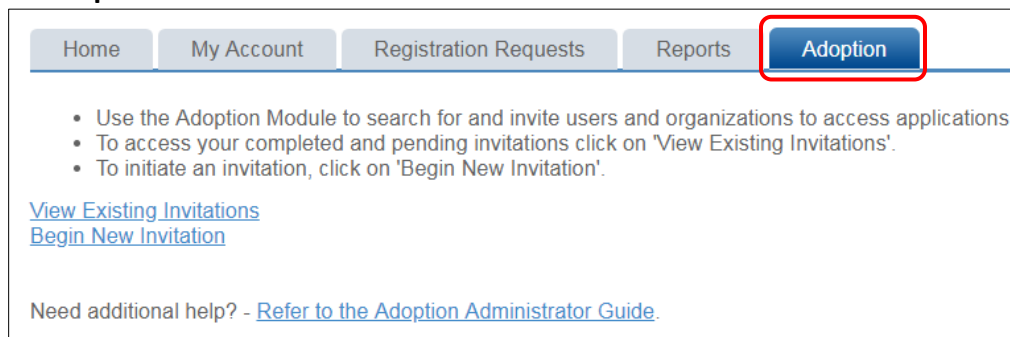 Home My Account Registration Requests Reports Adoption
• Use the Adoption Module to search for and invite users and organizations to access applications
• To access your completed and pending invitations click on 'View Existing Invitations'.
• To initiate an invitation, click on 'Begin New Invitation'.
View Existing Invitations
Begin New Invitation
Need additional help? - Refer to the Adoption Administrator Guide.